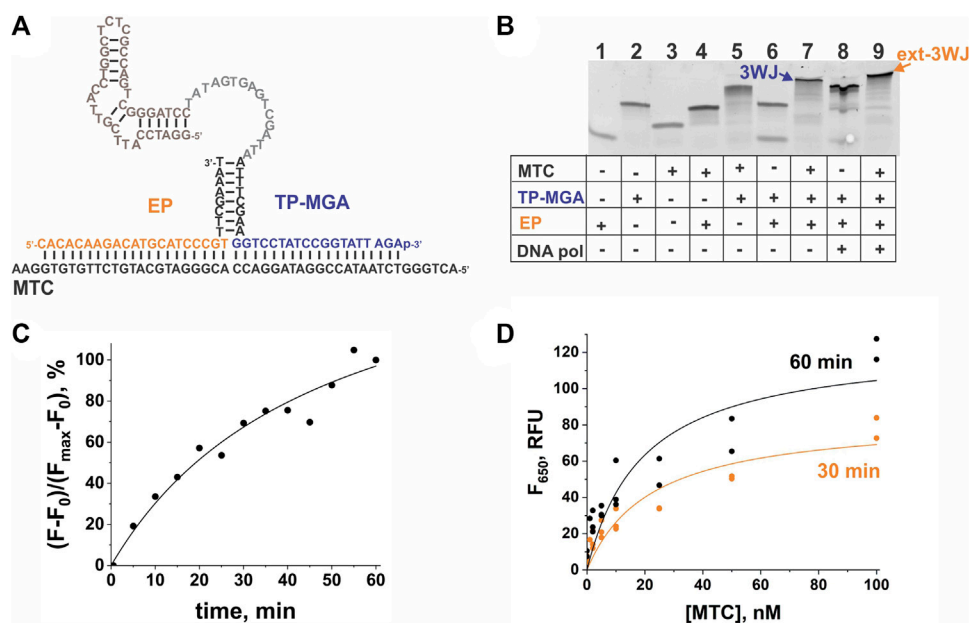 A
GGGATCC
CCTAGG-5'
3'-
EP
TP-MGA
5'-CACACAAGACATGCATCCCGT GGTCCTATCCGGTATT AGAp-3'
AAGGTGTGTTCTGTACGTAGGGCA CCAGGATAGGCCATAATCTGGGTCA-5'
MTC
B
1 2 3 4 5 6 7 8 9
3WJ
ext-3WJ
MTC - - + + + - + - +
TP-MGA - + - - + + + + +
EP + - - + - + + + +
DNA pol + +
C
(F-F0)/(Fmax-F0), %
100
80
60
40
20
0
0 10 20 30 40 50 60
time, min
D
F650, RFU
120
100
80
60
40
20
0
60 min
30 min
0 20 40 60 80 100
[MTC], nM